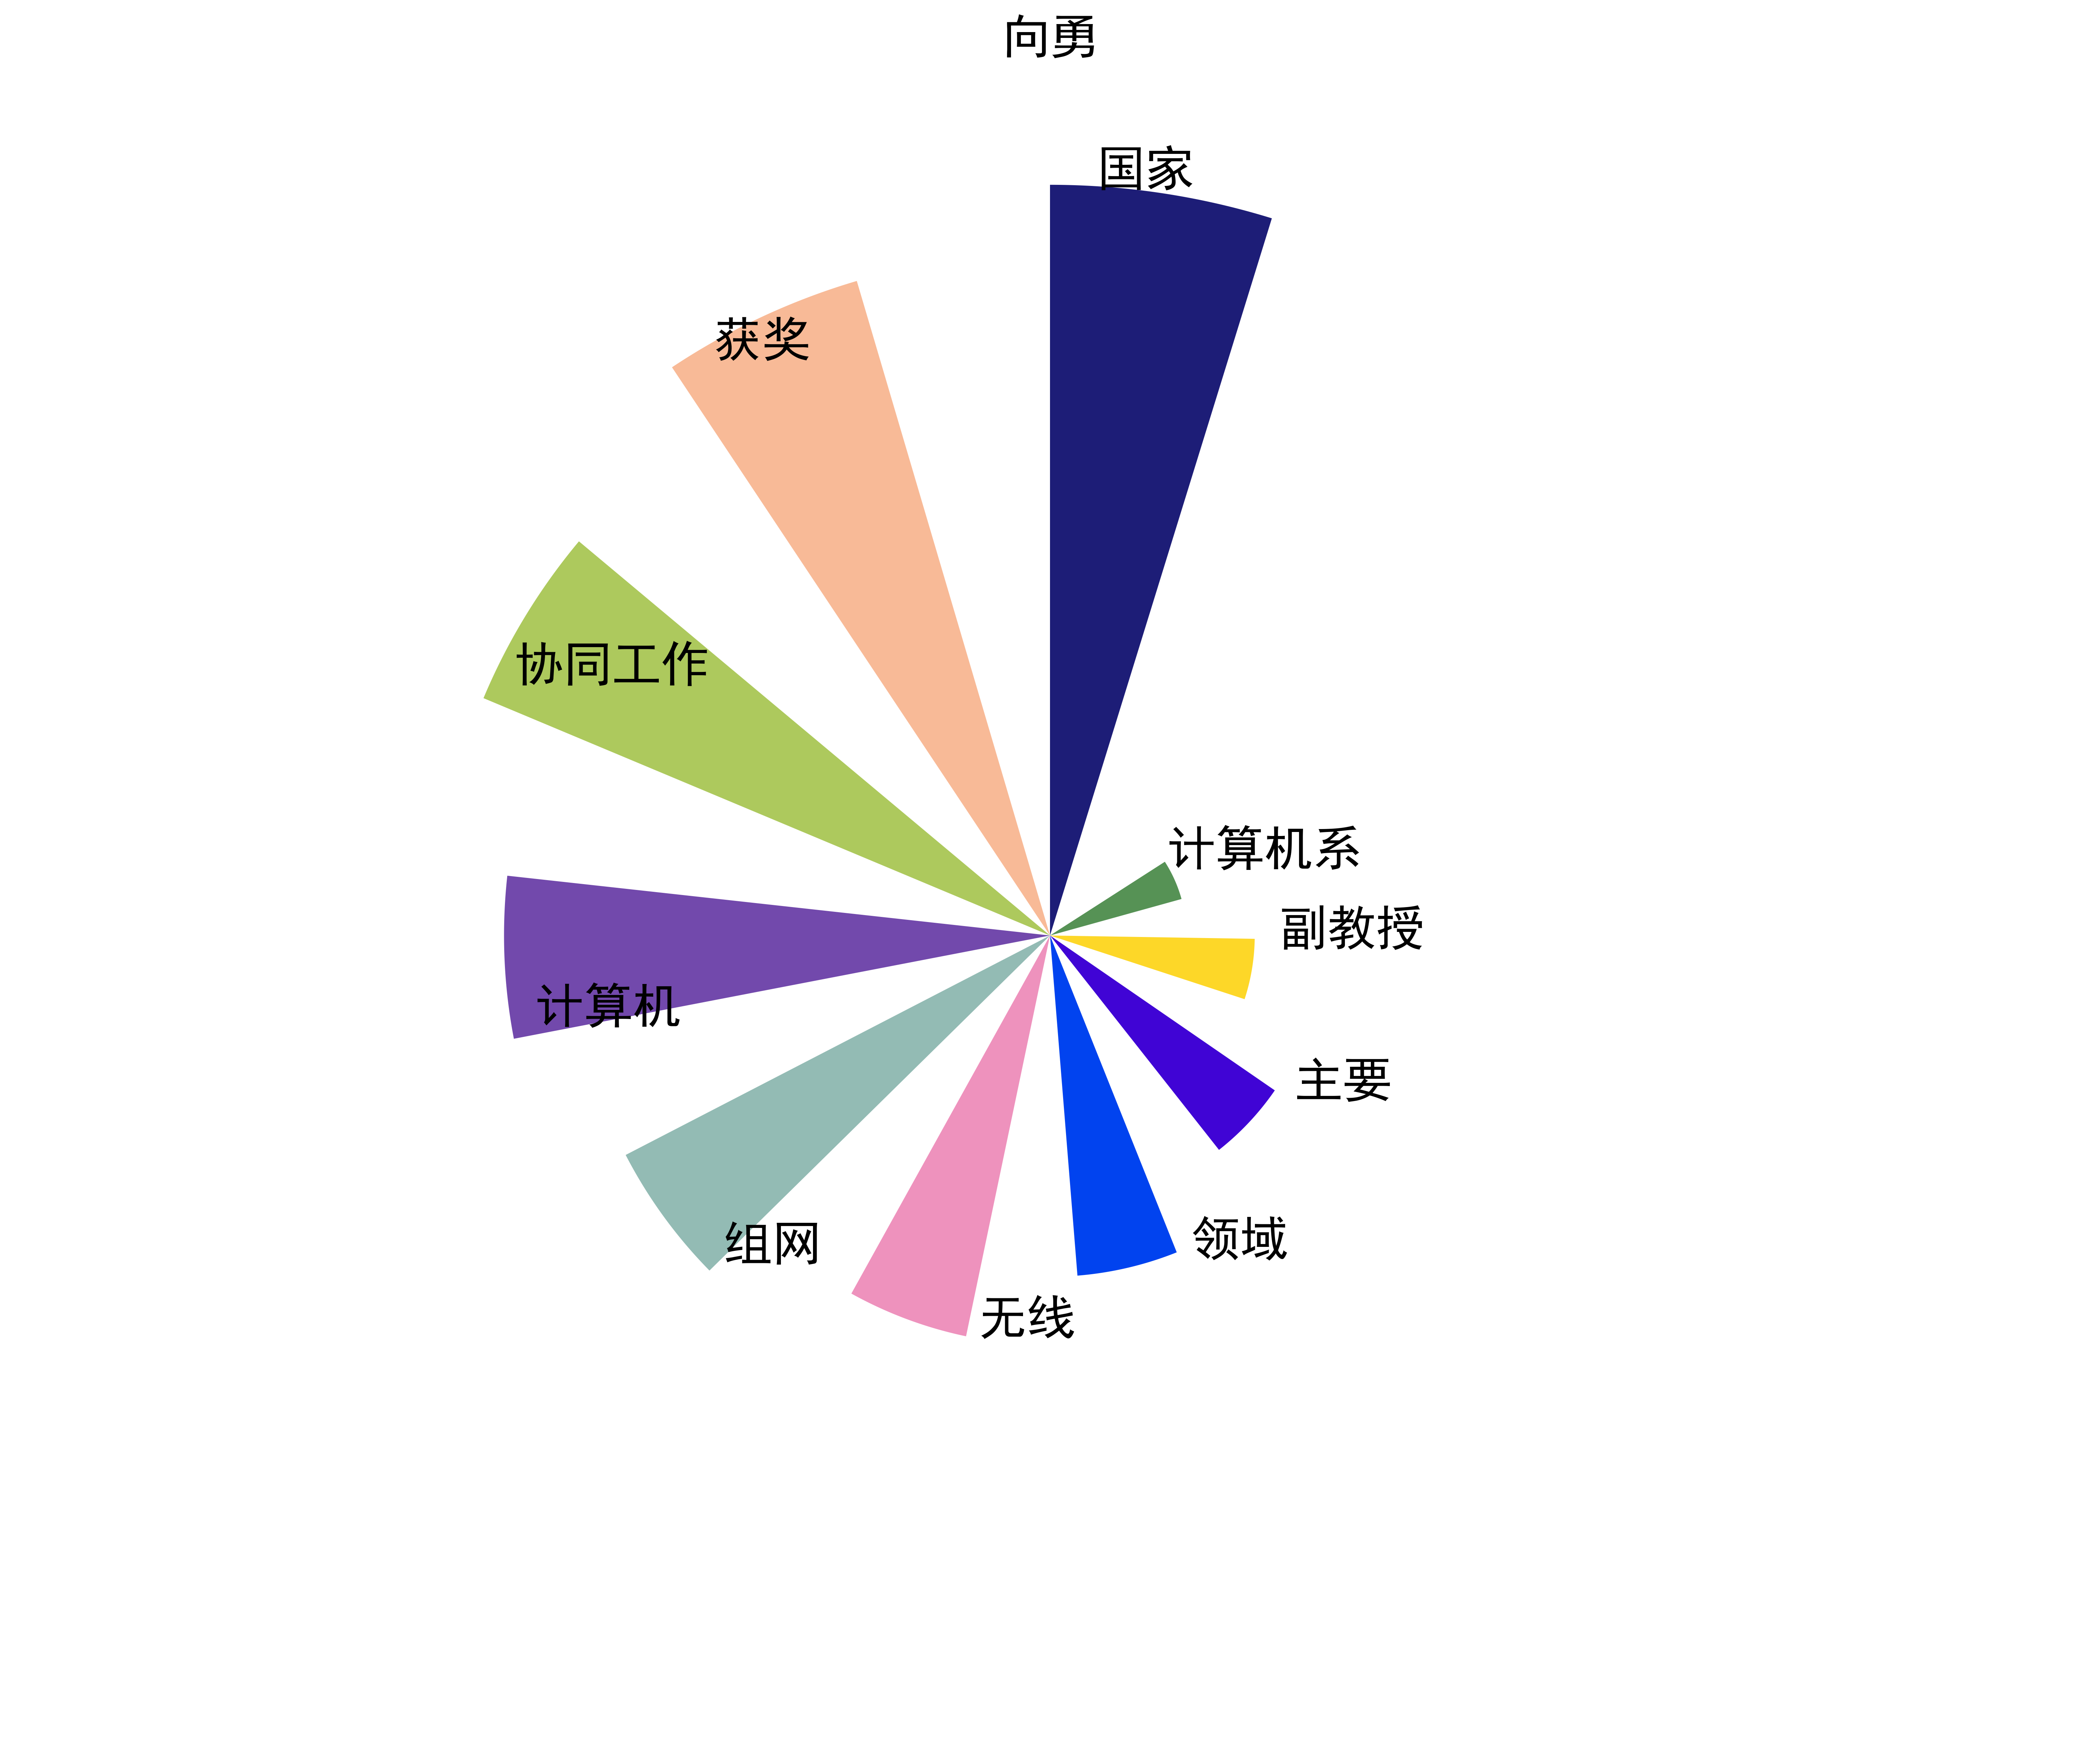 向勇
国家
获奖
协同工作
计算机系
副教授
计算机
主要
领域
组网
无线